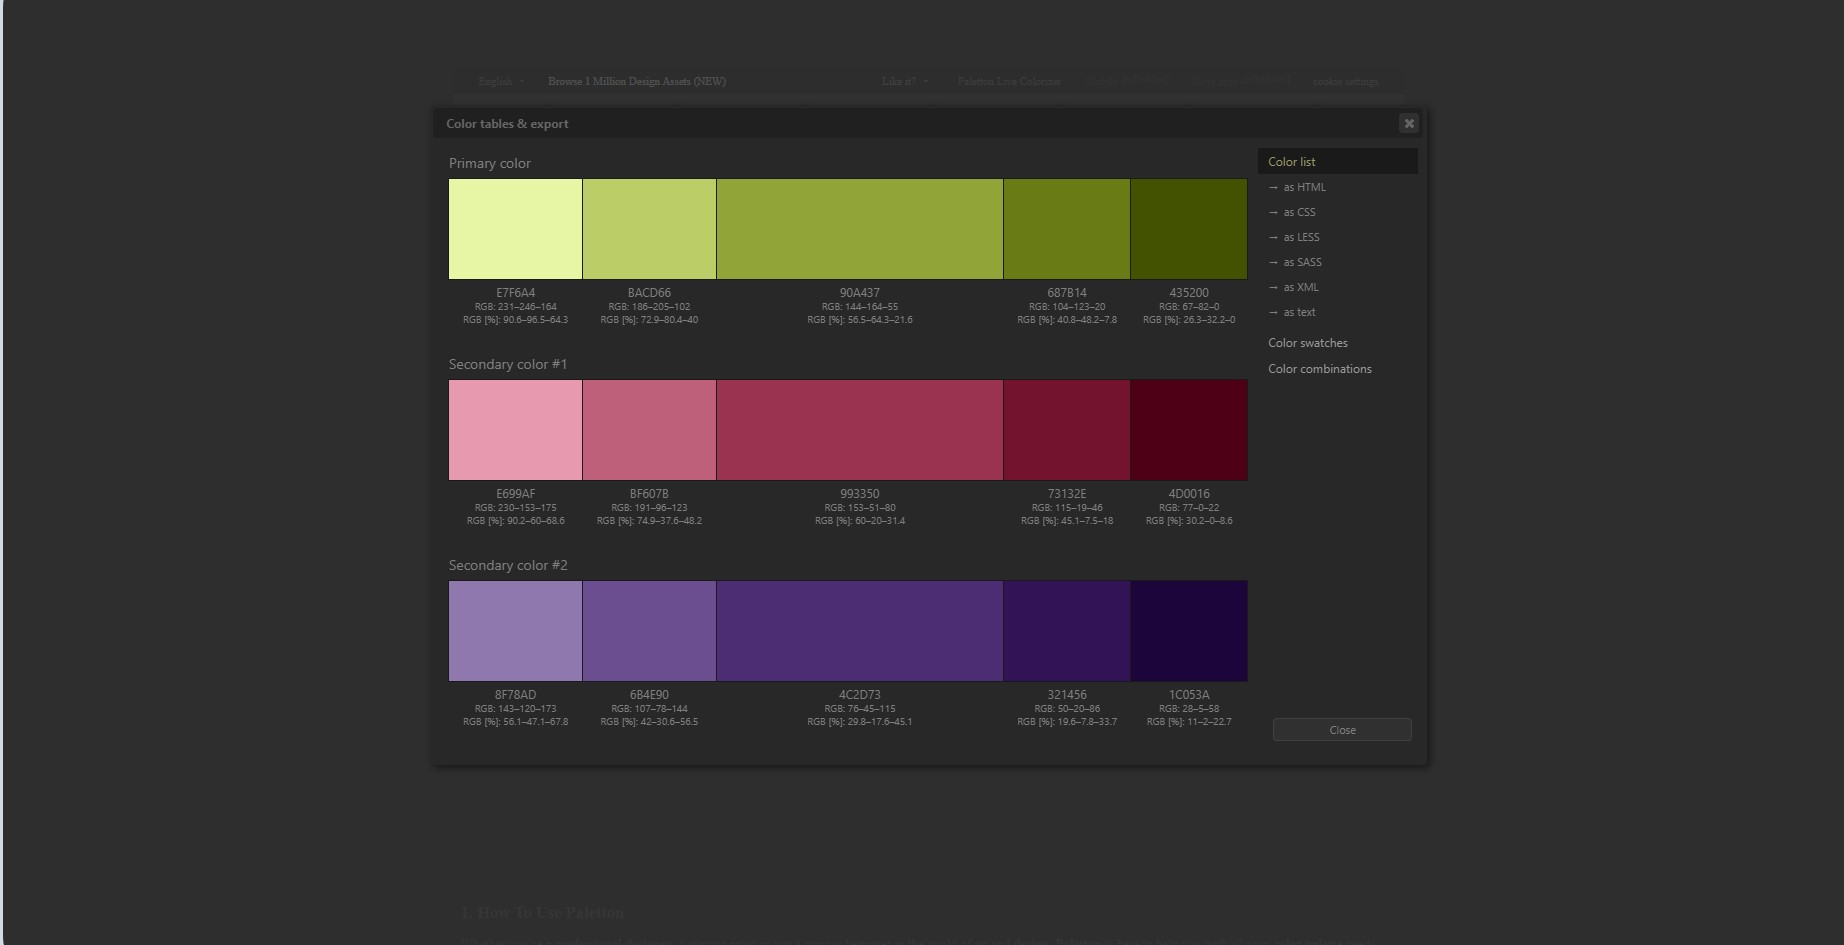 English
Browse 1 Million Design Assets (NEW)
Like it?
Paletton Live Colorizer
cookie settings
Color tables & export
Primary color
E7F6A4
RGB: 231–246–164
RGB [%]: 90.6–96.5–64.3
BACD66
RGB: 186–205–102
RGB [%]: 72.9–80.4–40
90A437
RGB: 144–164–55
RGB [%]: 56.5–64.3–21.6
687B14
RGB: 104–123–20
RGB [%]: 40.8–48.2–7.8
435200
RGB: 67–82–0
RGB [%]: 26.3–32.2–0
Secondary color #1
E699AF
RGB: 230–153–175
RGB [%]: 90.2–60–68.6
BF607B
RGB: 191–96–123
RGB [%]: 74.9–37.6–48.2
993350
RGB: 153–51–80
RGB [%]: 60–20–31.4
73132E
RGB: 115–19–46
RGB [%]: 45.1–7.5–18
4D0016
RGB: 77–0–22
RGB [%]: 30.2–0–8.6
Secondary color #2
8F78AD
RGB: 143–120–173
RGB [%]: 56.1–47.1–67.8
6B4E90
RGB: 107–78–144
RGB [%]: 42–30.6–56.5
4C2D73
RGB: 76–45–115
RGB [%]: 29.8–17.6–45.1
321456
RGB: 50–20–86
RGB [%]: 19.6–7.8–33.7
1C053A
RGB: 28–5–58
RGB [%]: 11–2–22.7
Color list
→ as HTML
→ as CSS
→ as LESS
→ as SASS
→ as XML
→ as text
Color swatches
Color combinations
Close
1. How To Use Paletton